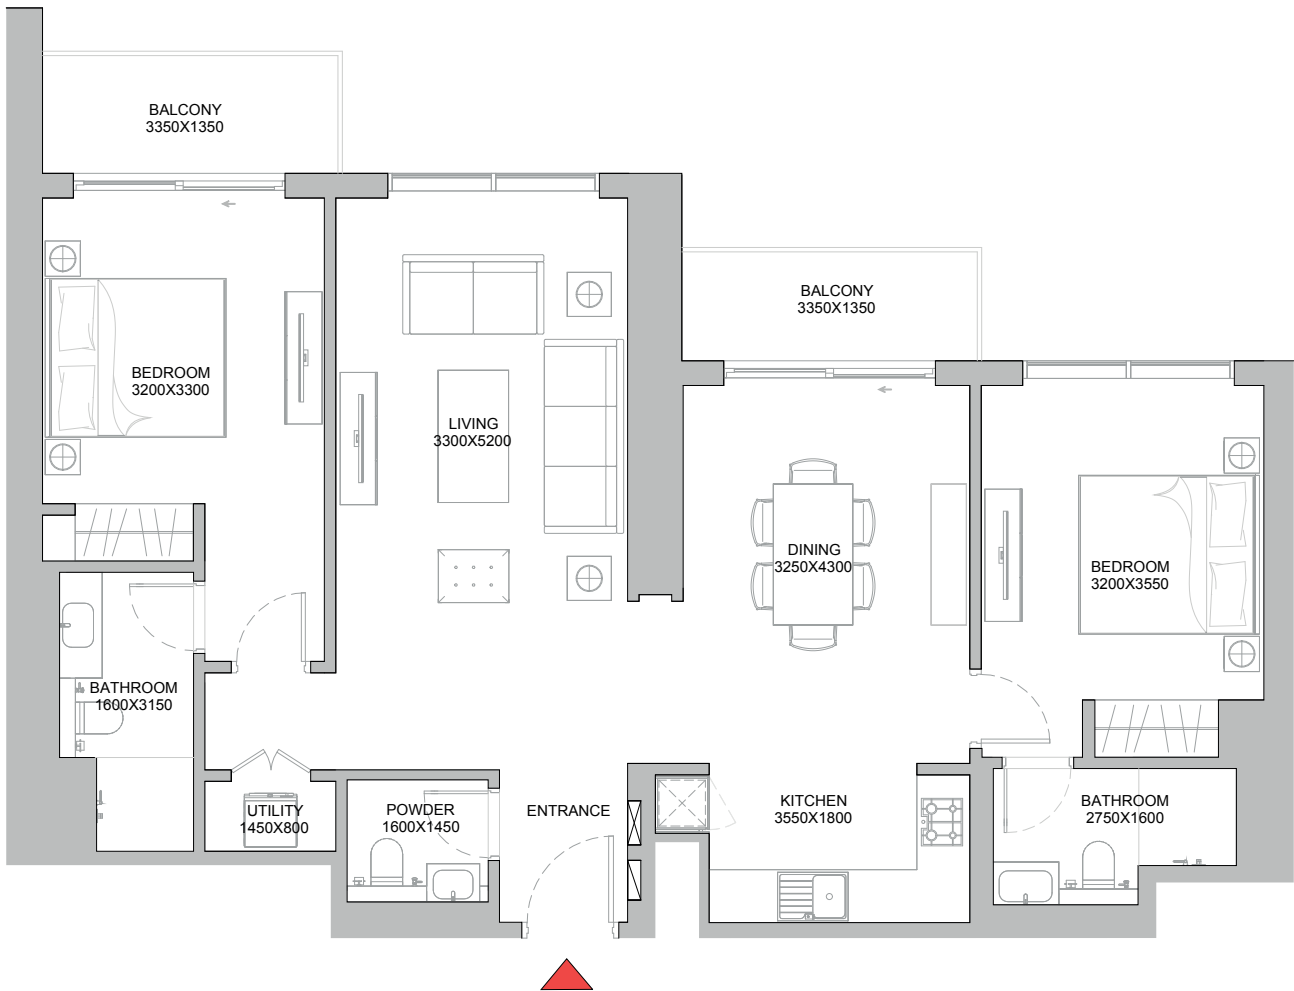 BALCONY
3350X1350
BALCONY
3350X1350
BEDROOM
3200X3300
LIVING
3300X5200
DINING
3250X4300
BEDROOM
3200X3550
BATHROOM
1600X3150
UTILITY
1450X800
POWDER
1600X1450
ENTRANCE
KITCHEN
3550X1800
BATHROOM
2750X1600